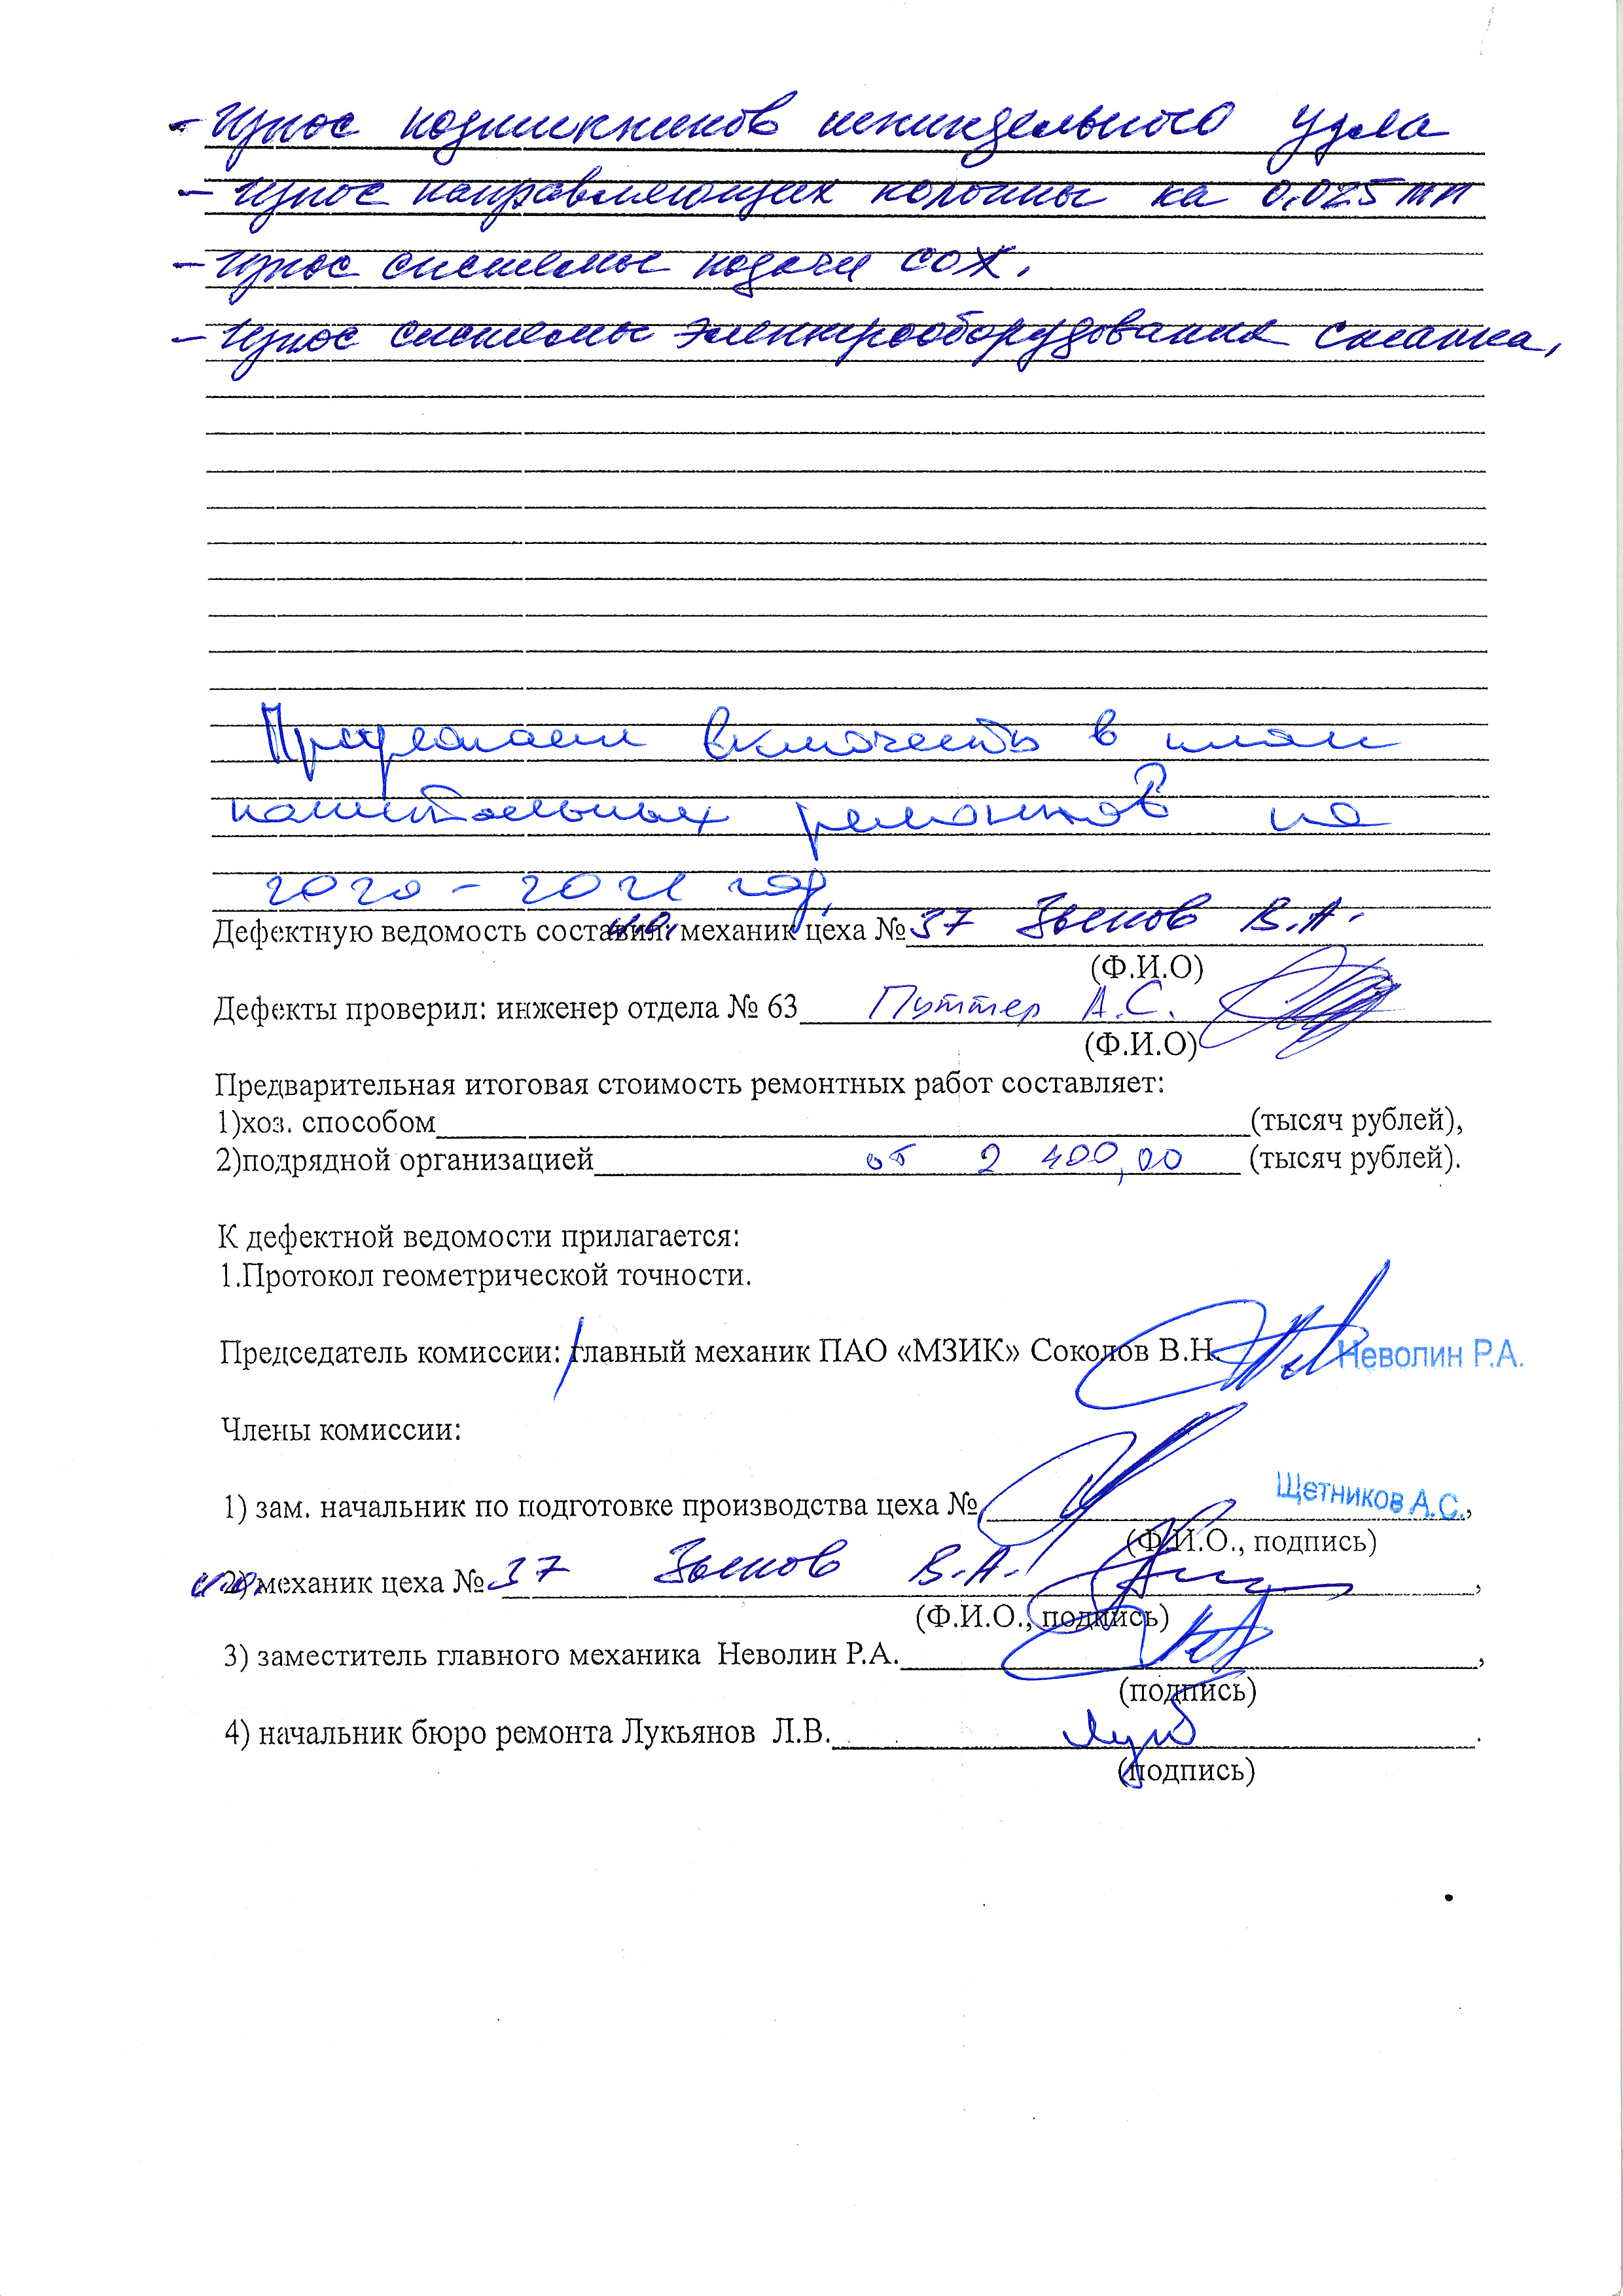 - Износ подшипников шпиндельного узла
- Износ направляющих колонны на 0,025 мм
- Износ системы подачи СОЖ.
- Износ системы электрооборудования станка,
Предлагаем включить в план
капитальных ремонтов на
2020 - 2021 год.
Дефектную ведомость составил: и.о. механик цеха № 37 Зыков В.А.
(Ф.И.О)
Дефекты проверил: инженер отдела № 63 Путтер А.С.
(Ф.И.О)
Предварительная итоговая стоимость ремонтных работ составляет:
1)хоз. способом (тысяч рублей),
2)подрядной организацией от 2 400,00 (тысяч рублей).
К дефектной ведомости прилагается:
1.Протокол геометрической точности.
Председатель комиссии: главный механик ПАО «МЗИК» Соколов В.Н. Неволин Р.А.
Члены комиссии:
1) зам. начальник по подготовке производства цеха № Щетников А.С.,
(Ф.И.О., подпись)
и.о. 2) механик цеха № 37 Зыков В.А. ,
(Ф.И.О., подпись)
3) заместитель главного механика Неволин Р.А. ,
(подпись)
4) начальник бюро ремонта Лукьянов Л.В. .
(подпись)